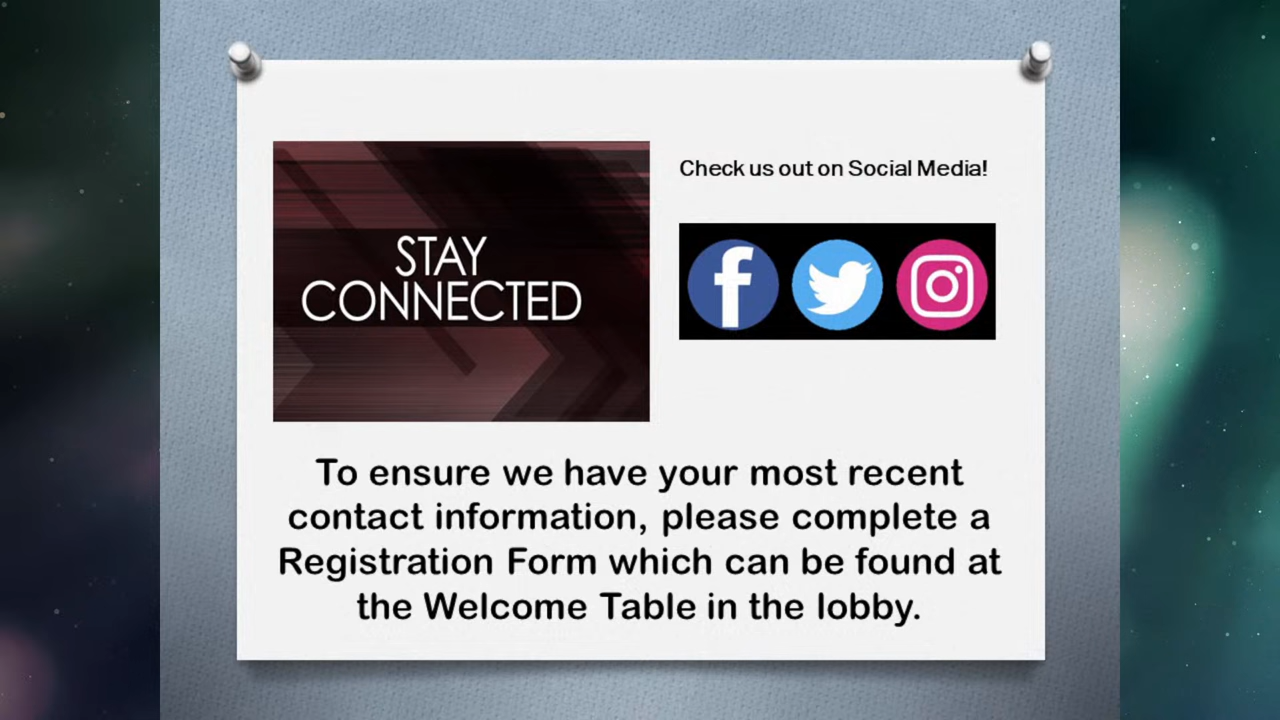 STAY
CONNECTED
Check us out on Social Media!
To ensure we have your most recent
contact information, please complete a
Registration Form which can be found at
the Welcome Table in the lobby.